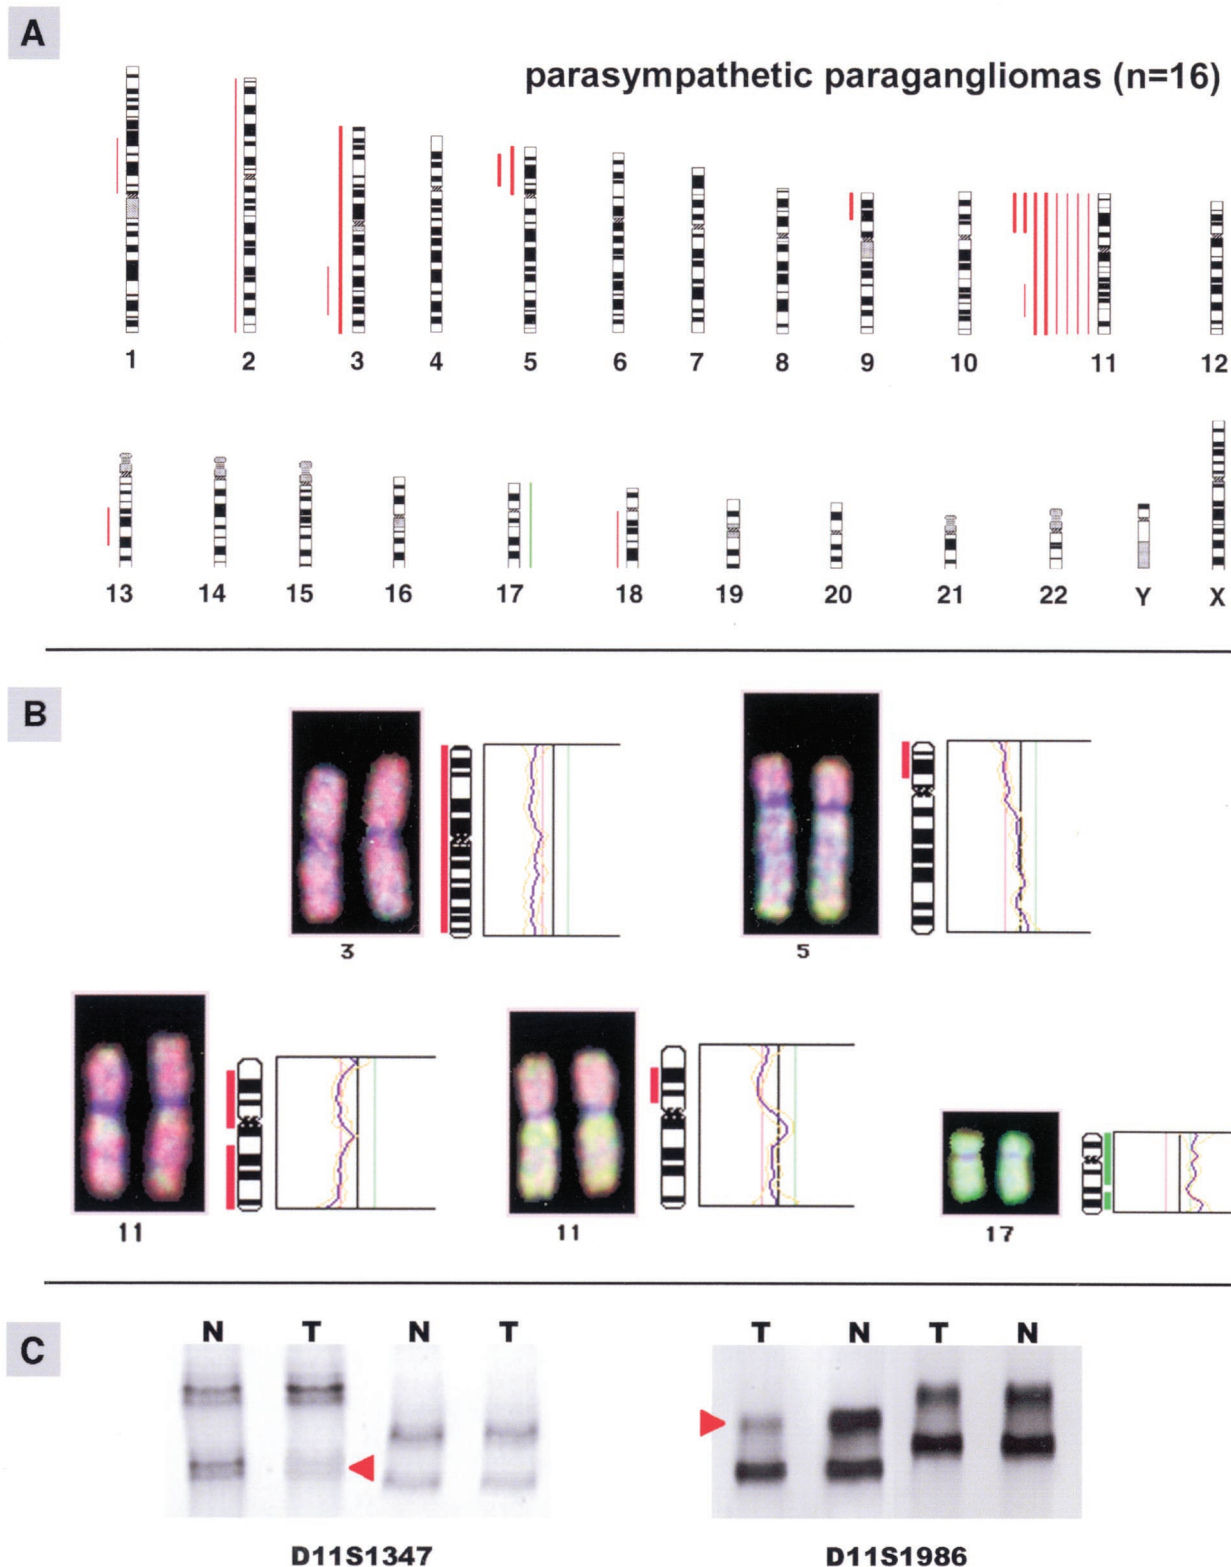 A
parasympathetic paragangliomas (n=16)
1 2 3 4 5 6 7 8 9 10 11 12
13 14 15 16 17 18 19 20 21 22 Y X
B
3 5
11 11 17
C
N T N T T N T N
D11S1347 D11S1986